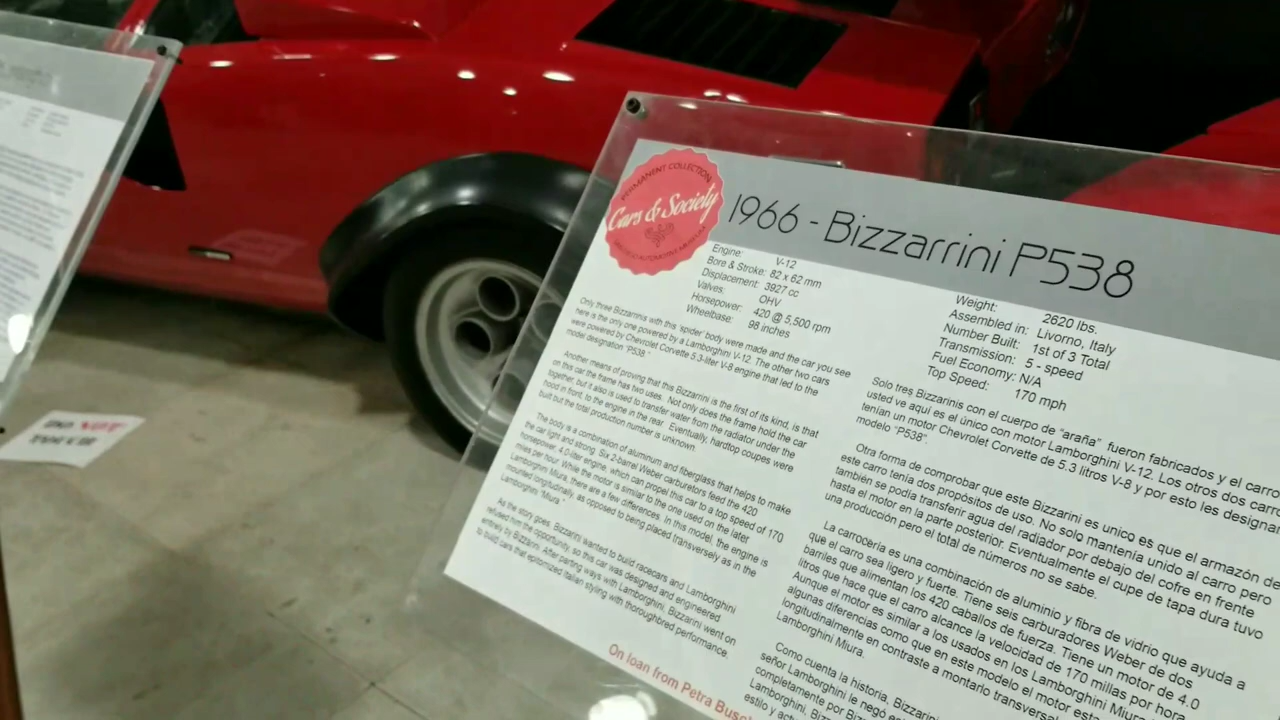 PERMANENT COLLECTION
Cars & Society
1966 - Bizzarrini P538
Engine: V-12
Bore & Stroke: 82 x 62 mm
Displacement: 3927 cc
Valves: OHV
Horsepower: 420 @ 5,500 rpm
Wheelbase: 98 inches
Weight: 2620 lbs.
Assembled in: Livorno, Italy
Number Built: 1st of 3 Total
Transmission: 5 - speed
Fuel Economy: N/A
Top Speed: 170 mph
Only three Bizzarrinis with this "spider" body were made and the car you see
here is the only one powered by a Lamborghini V-12. The other two cars
were powered by Chevrolet Corvette 5.3-liter V-8 engine that led to the
model designation "P538."
Another means of proving that this Bizzarrini is the first of its kind, is that
on this car the frame has two uses. Not only does the frame hold the car
together, but it also is used to transfer water from the radiator under the
hood in front, to the engine in the rear. Eventually, hardtop coupes were
built but the total production number is unknown.
The body is a combination of aluminum and fiberglass that helps to make
the car light and strong. Six 2-barrel Weber carburetors feed the 420
horsepower, 4.0-liter engine, which can propel this car to a top speed of 170
miles per hour. While the motor is similar to the one used on the later
Lamborghini Miura, there are a few differences. In this model, the engine is
mounted longitudinally, as opposed to being placed transversely as in the
Lamborghini "Miura."
As the story goes, Bizzarini wanted to build racecars and Lamborghini
refused him the opportunity, so this car was designed and engineered
entirely by Bizzarini. After parting ways with Lamborghini, Bizzarini went on
to build cars that epitomized Italian styling with thoroughbred performance.
Solo tres Bizzarinis con el cuerpo de "araña" fueron fabricados y el carro
usted ve aquí es el único con motor Lamborghini V-12. Los otros dos carro
tenían un motor Chevrolet Corvette de 5.3 litros V-8 y por esto les designa
modelo "P538".
Otra forma de comprobar que este Bizzarini es unico es que el armazón de
este carro tenía dos propósitos de uso. No solo mantenía unido al carro pero
también se podía transferir agua del radiador por debajo del cofre en frente
hasta el motor en la parte posterior. Eventualmente el cupe de tapa dura tuvo
una producción pero el total de números no se sabe.
La carrocería es una combinación de aluminio y fibra de vidrio que ayuda a
que el carro sea ligero y fuerte. Tiene seis carburadores Weber de dos
barriles que alimentan los 420 caballos de fuerza. Tiene un motor de 4.0
litros que hace que el carro alcance la velocidad de 170 millas por hora.
Aunque el motor es similar a los usados en los Lamborghini Miura
algunas diferencias como que en este modelo el motor est
longitudinalmente en contraste a montarlo transversal
Lamborghini Miura.
Como cuenta la historia, Bizzarini
señor Lamborghini le negó es
completamente por Biz
Lamborghini, Biz
estilo y act
On loan from Petra Busc
DO NOT
TOUCH